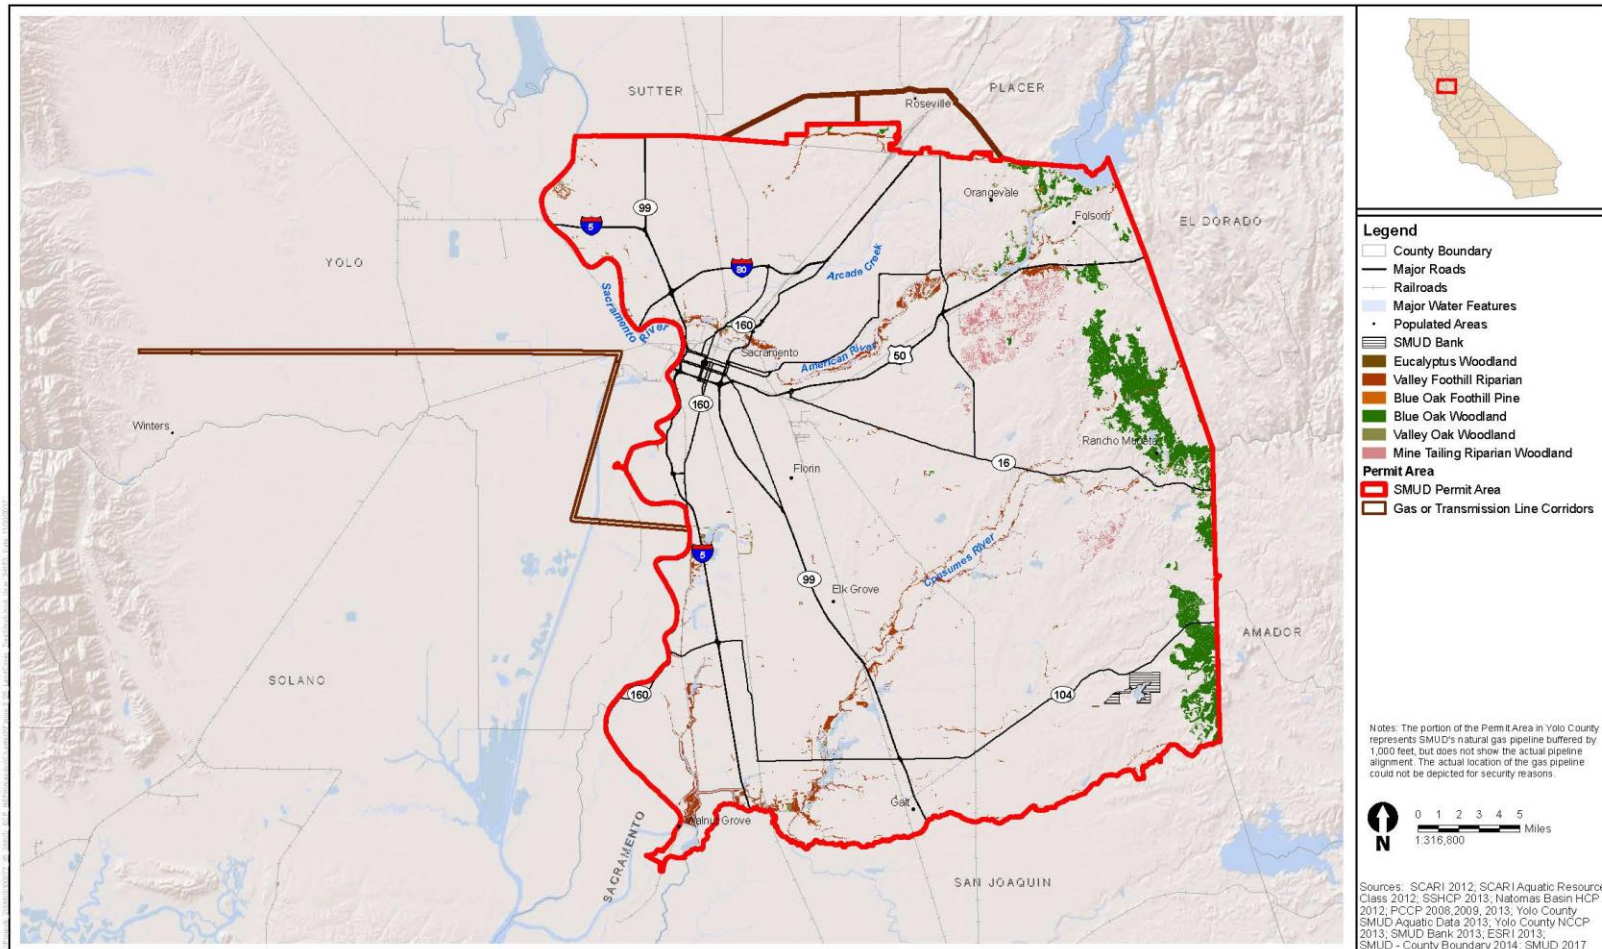 SUTTER
PLACER
Roseville
EL DORADO
YOLO
99
5
80
Orangevale
Folsom
Arcade Creek
Sacramento
River
160
Sacramento
American River
50
160
Winters
Rancho Murieta
16
Florin
5
Cosumnes River
99
Elk Grove
AMADOR
SOLANO
160
104
Galt
Walnut Grove
SACRAMENTO
SAN JOAQUIN
Legend
County Boundary
Major Roads
Railroads
Major Water Features
Populated Areas
SMUD Bank
Eucalyptus Woodland
Valley Foothill Riparian
Blue Oak Foothill Pine
Blue Oak Woodland
Valley Oak Woodland
Mine Tailing Riparian Woodland
Permit Area
SMUD Permit Area
Gas or Transmission Line Corridors
Notes: The portion of the Permit Area in Yolo County
represents SMUD's natural gas pipeline buffered by
1,000 feet, but does not show the actual pipeline
alignment. The actual location of the gas pipeline
could not be depicted for security reasons.
N
0 1 2 3 4 5
Miles
1:316,800
Sources: SCARI 2012; SCARI Aquatic Resource
Class 2012; SSHCP 2013; Natomas Basin HCP
2012; PCCP 2008,2009, 2013; Yolo County
SMUD Aquatic Data 2013; Yolo County NCCP
2013; SMUD Bank 2013; ESRI 2013;
SMUD - County Boundary 2014; SMUD 2017